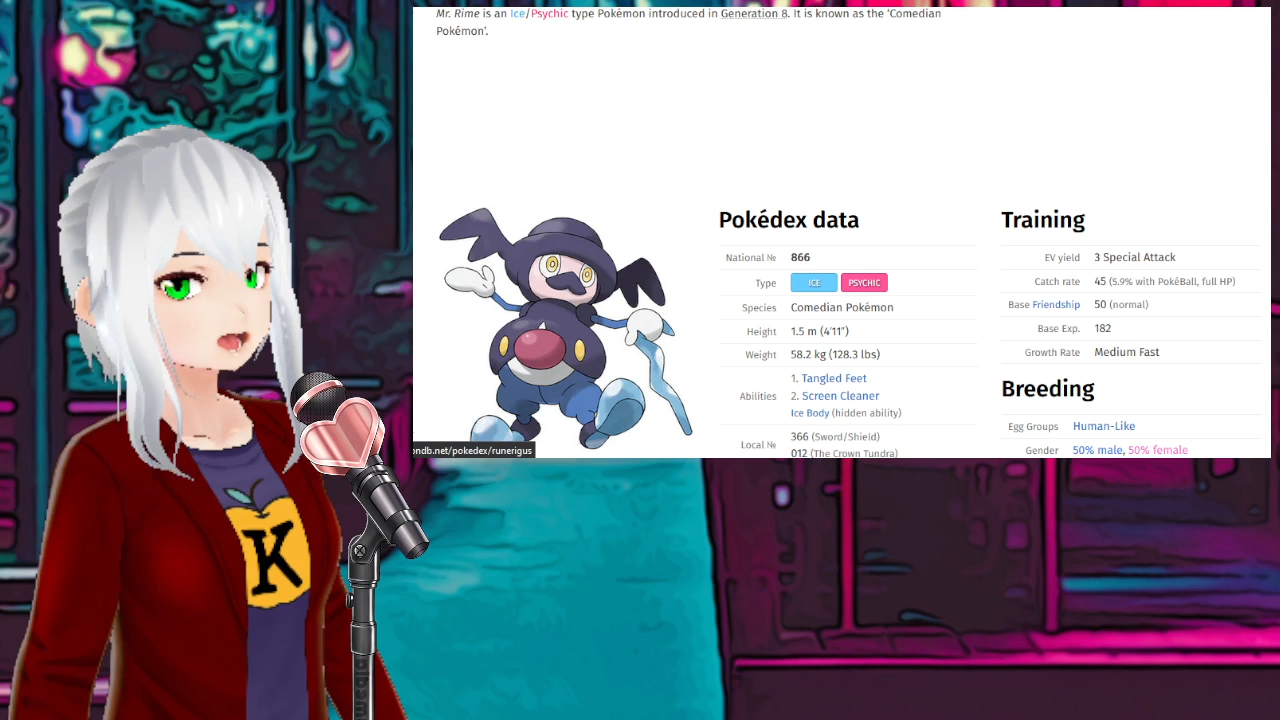 Mr. Rime is an Ice/Psychic type Pokémon introduced in Generation 8. It is known as the ‘Comedian
Pokémon’.
Pokédex data
National № 866
Type ICE PSYCHIC
Species Comedian Pokémon
Height 1.5 m (4′11″)
Weight 58.2 kg (128.3 lbs)
Abilities
1. Tangled Feet
2. Screen Cleaner
Ice Body (hidden ability)
Local №
366 (Sword/Shield)
012 (The Crown Tundra)
Training
EV yield 3 Special Attack
Catch rate 45 (5.9% with PokéBall, full HP)
Base Friendship 50 (normal)
Base Exp. 182
Growth Rate Medium Fast
Breeding
Egg Groups Human-Like
Gender 50% male, 50% female
ondb.net/pokedex/runerigus
K